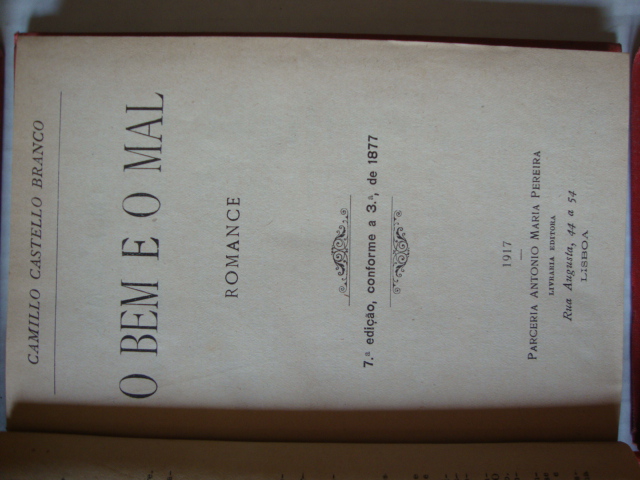 CAMILLO CASTELLO BRANCO
O BEM E O MAL
ROMANCE
7.ª edição, conforme a 3.ª, de 1877
1917
PARCERIA ANTONIO MARIA PEREIRA
LIVRARIA EDITORA
Rua Augusta, 44 a 54
LISBOA